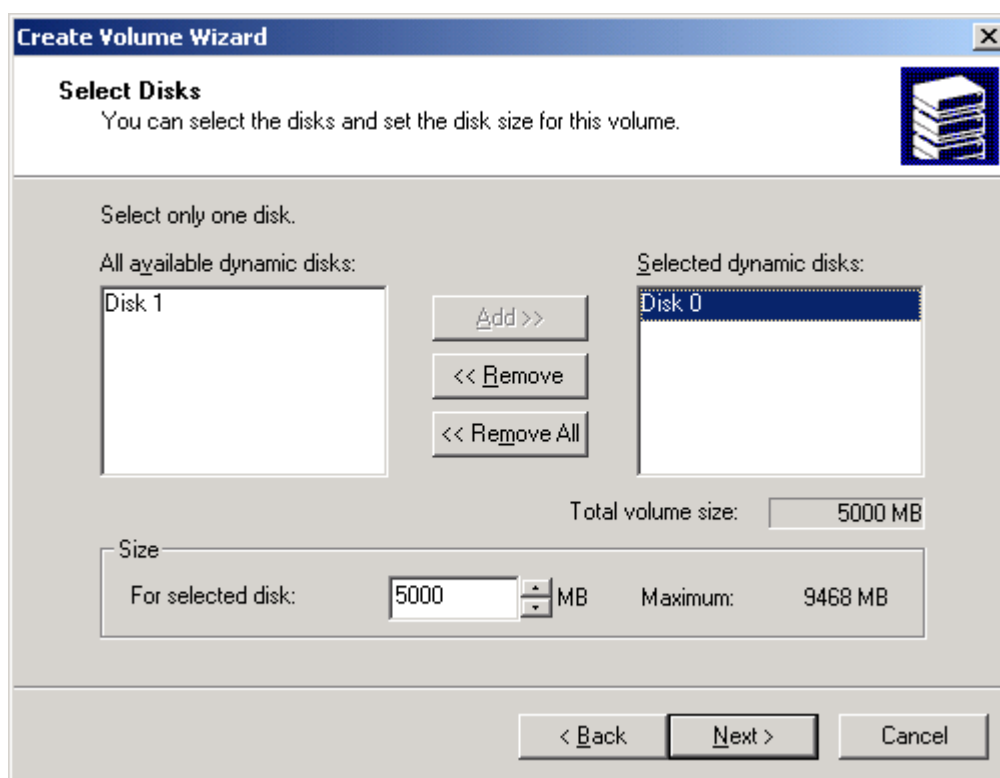 Create Volume Wizard
Select Disks
You can select the disks and set the disk size for this volume.
Select only one disk.
All available dynamic disks:
Selected dynamic disks:
Disk 1
Disk 0
Add >>
<< Remove
<< Remove All
Total volume size: 5000 MB
Size
For selected disk: 5000 MB Maximum: 9468 MB
< Back Next > Cancel